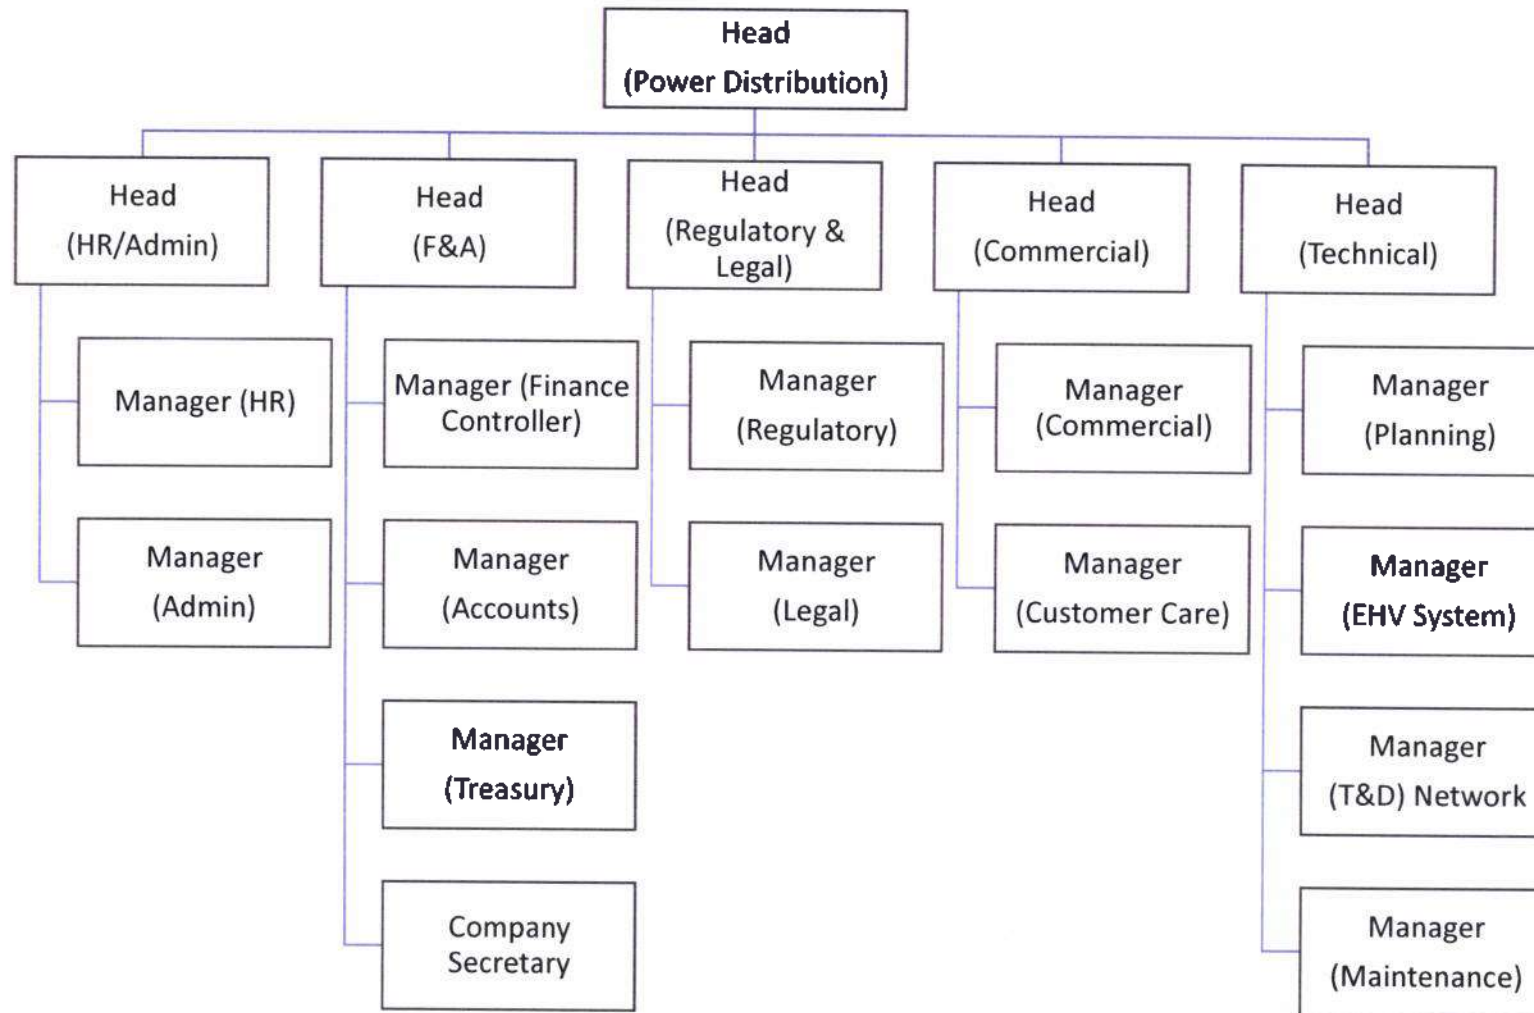 Head
(Power Distribution)
Head
(HR/Admin)
Head
(F&A)
Head
(Regulatory &
Legal)
Head
(Commercial)
Head
(Technical)
Manager (HR)
Manager
(Admin)
Manager (Finance
Controller)
Manager
(Accounts)
Manager
(Treasury)
Company
Secretary
Manager
(Regulatory)
Manager
(Legal)
Manager
(Commercial)
Manager
(Customer Care)
Manager
(Planning)
Manager
(EHV System)
Manager
(T&D) Network
Manager
(Maintenance)